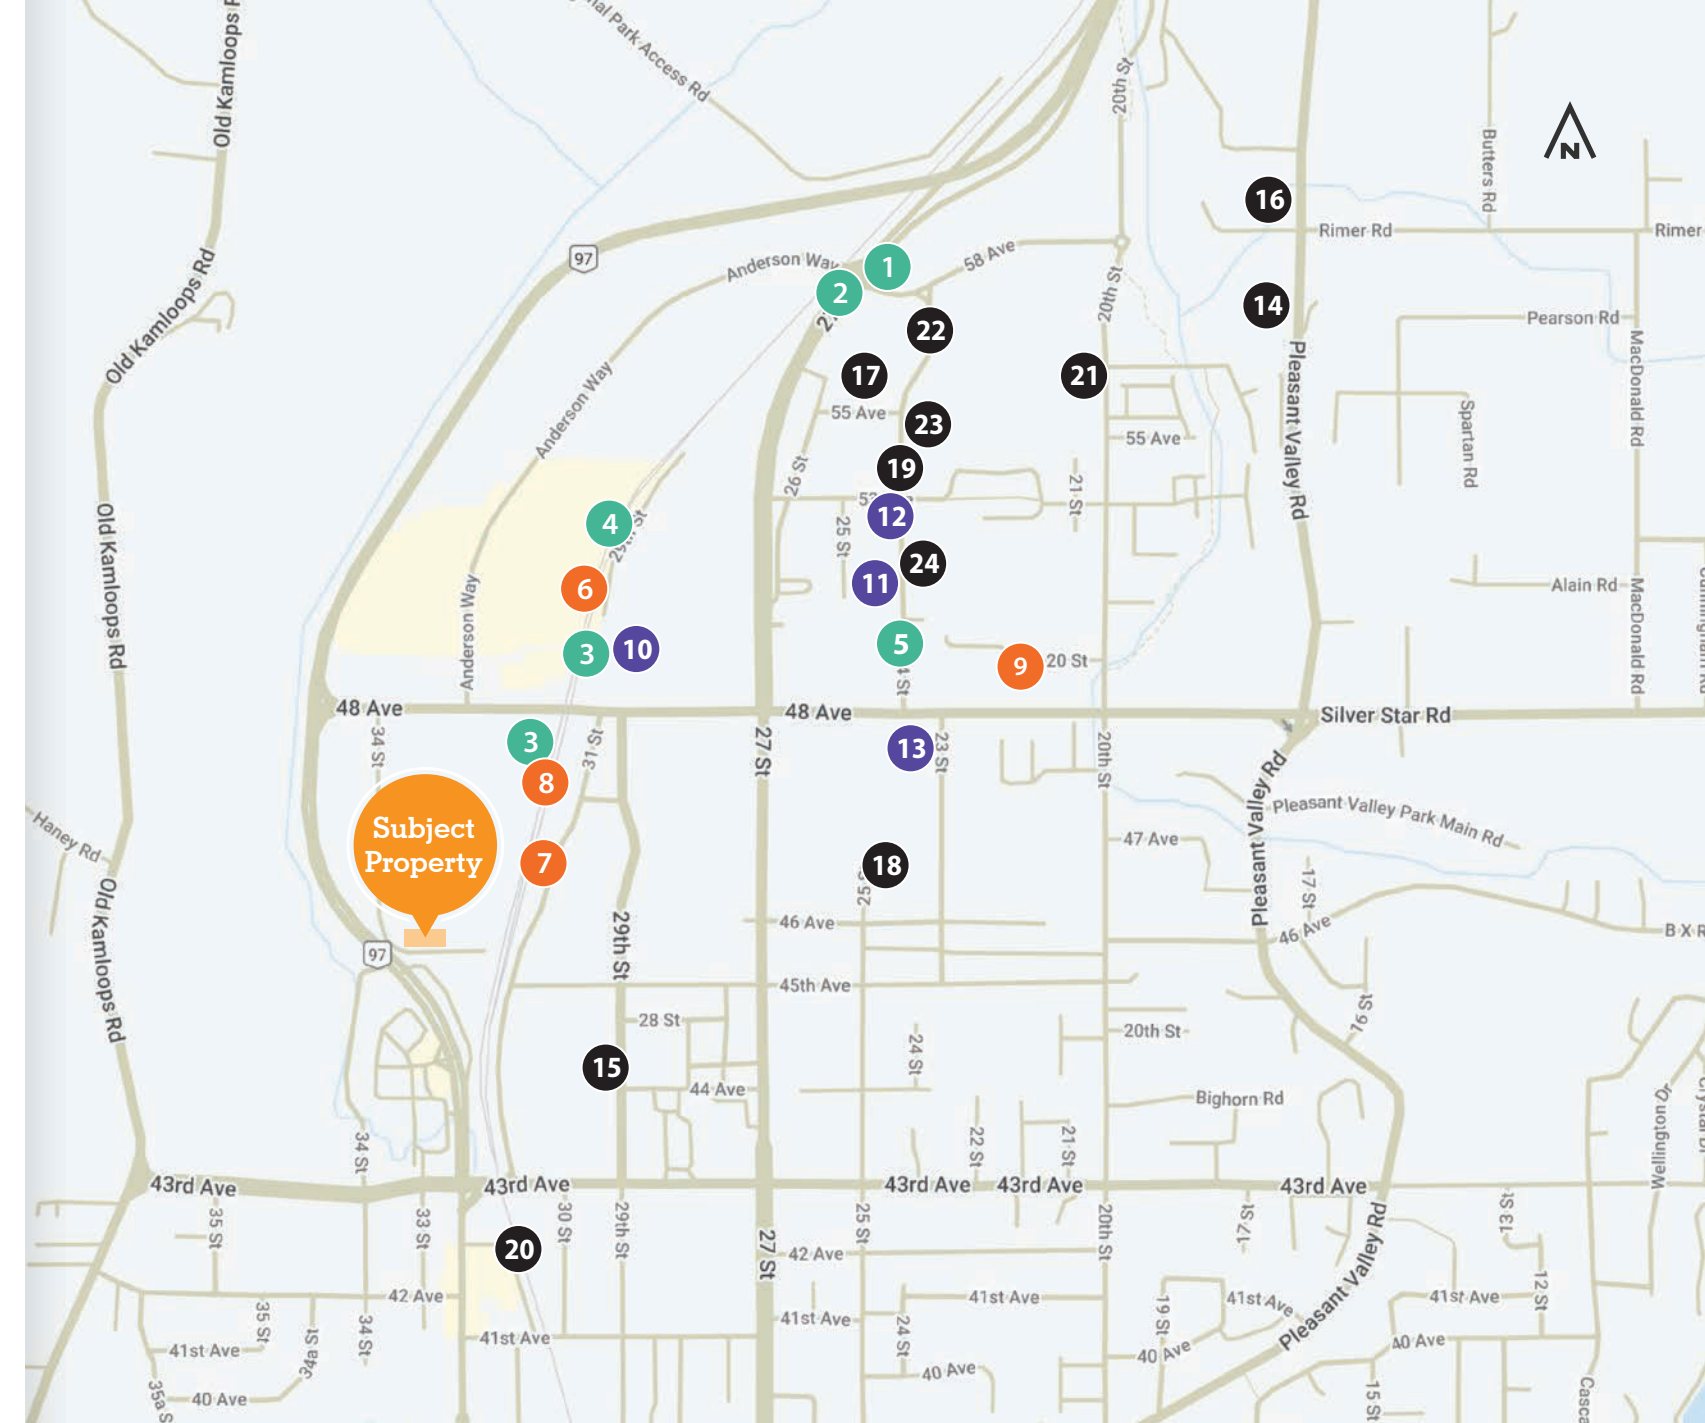 Old Kamloops
nal Park Access Rd
20th St
Butters Rd
N
16
Rimer Rd
Rimer
97
Anderson Way
1
58 Ave
2
20th St
14
Pearson Rd
Old Kamloops Rd
22
17
21
Pleasant Valley Rd
MacDonald Rd
Anderson Way
55 Ave
23
55 Ave
Spartan Rd
19
26 St
21 St
12
25 St
4
29th St
Old Kamloops Rd
24
11
6
Alain Rd
MacDonald Rd
Anderson Way
5
3
10
9
20 St
48 Ave
48 Ave
Silver Star Rd
34 St
3
31 St
27 St
13
23 St
20th St
8
Pleasant Valley Rd
Pleasant Valley Park Main Rd
Subject
Property
Haney Rd
47 Ave
7
18
17 St
Old Kamloops Rd
29th St
46 Ave
46 Ave
B X R
97
45th Ave
28 St
20th St
16 St
24 St
15
44 Ave
Bighorn Rd
Wellington Dr
34 St
22 St
21 St
43rd Ave
43rd Ave
43rd Ave
43rd Ave
43rd Ave
35 St
33 St
30 St
29th St
27 St
25 St
20th St
17 St
13 St
20
42 Ave
Pleasant Valley Rd
42 Ave
41st Ave
41st Ave
41st Ave
12 St
35 St
34a St
34 St
41st Ave
41st Ave
24 St
19 St
40 Ave
40 Ave
41st Ave
40 Ave
35a S
40 Ave
15 St
Casca